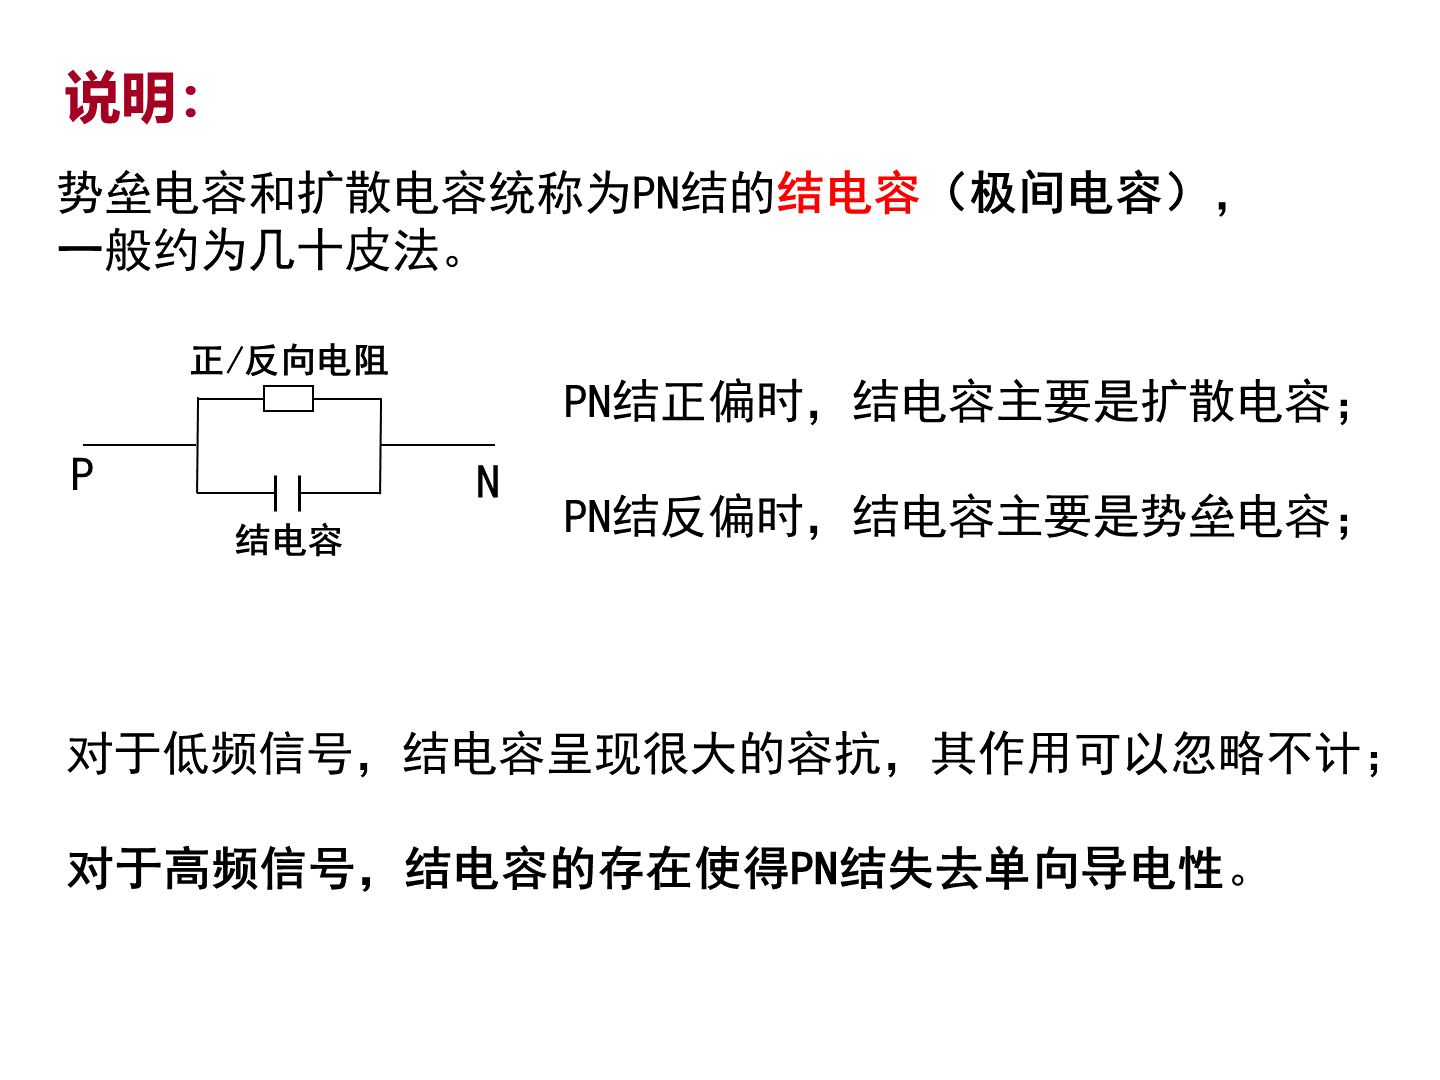 说明：
势垒电容和扩散电容统称为PN结的结电容（极间电容），
一般约为几十皮法。
正/反向电阻
P
N
结电容
PN结正偏时，结电容主要是扩散电容；
PN结反偏时，结电容主要是势垒电容；
对于低频信号，结电容呈现很大的容抗，其作用可以忽略不计；
对于高频信号，结电容的存在使得PN结失去单向导电性。